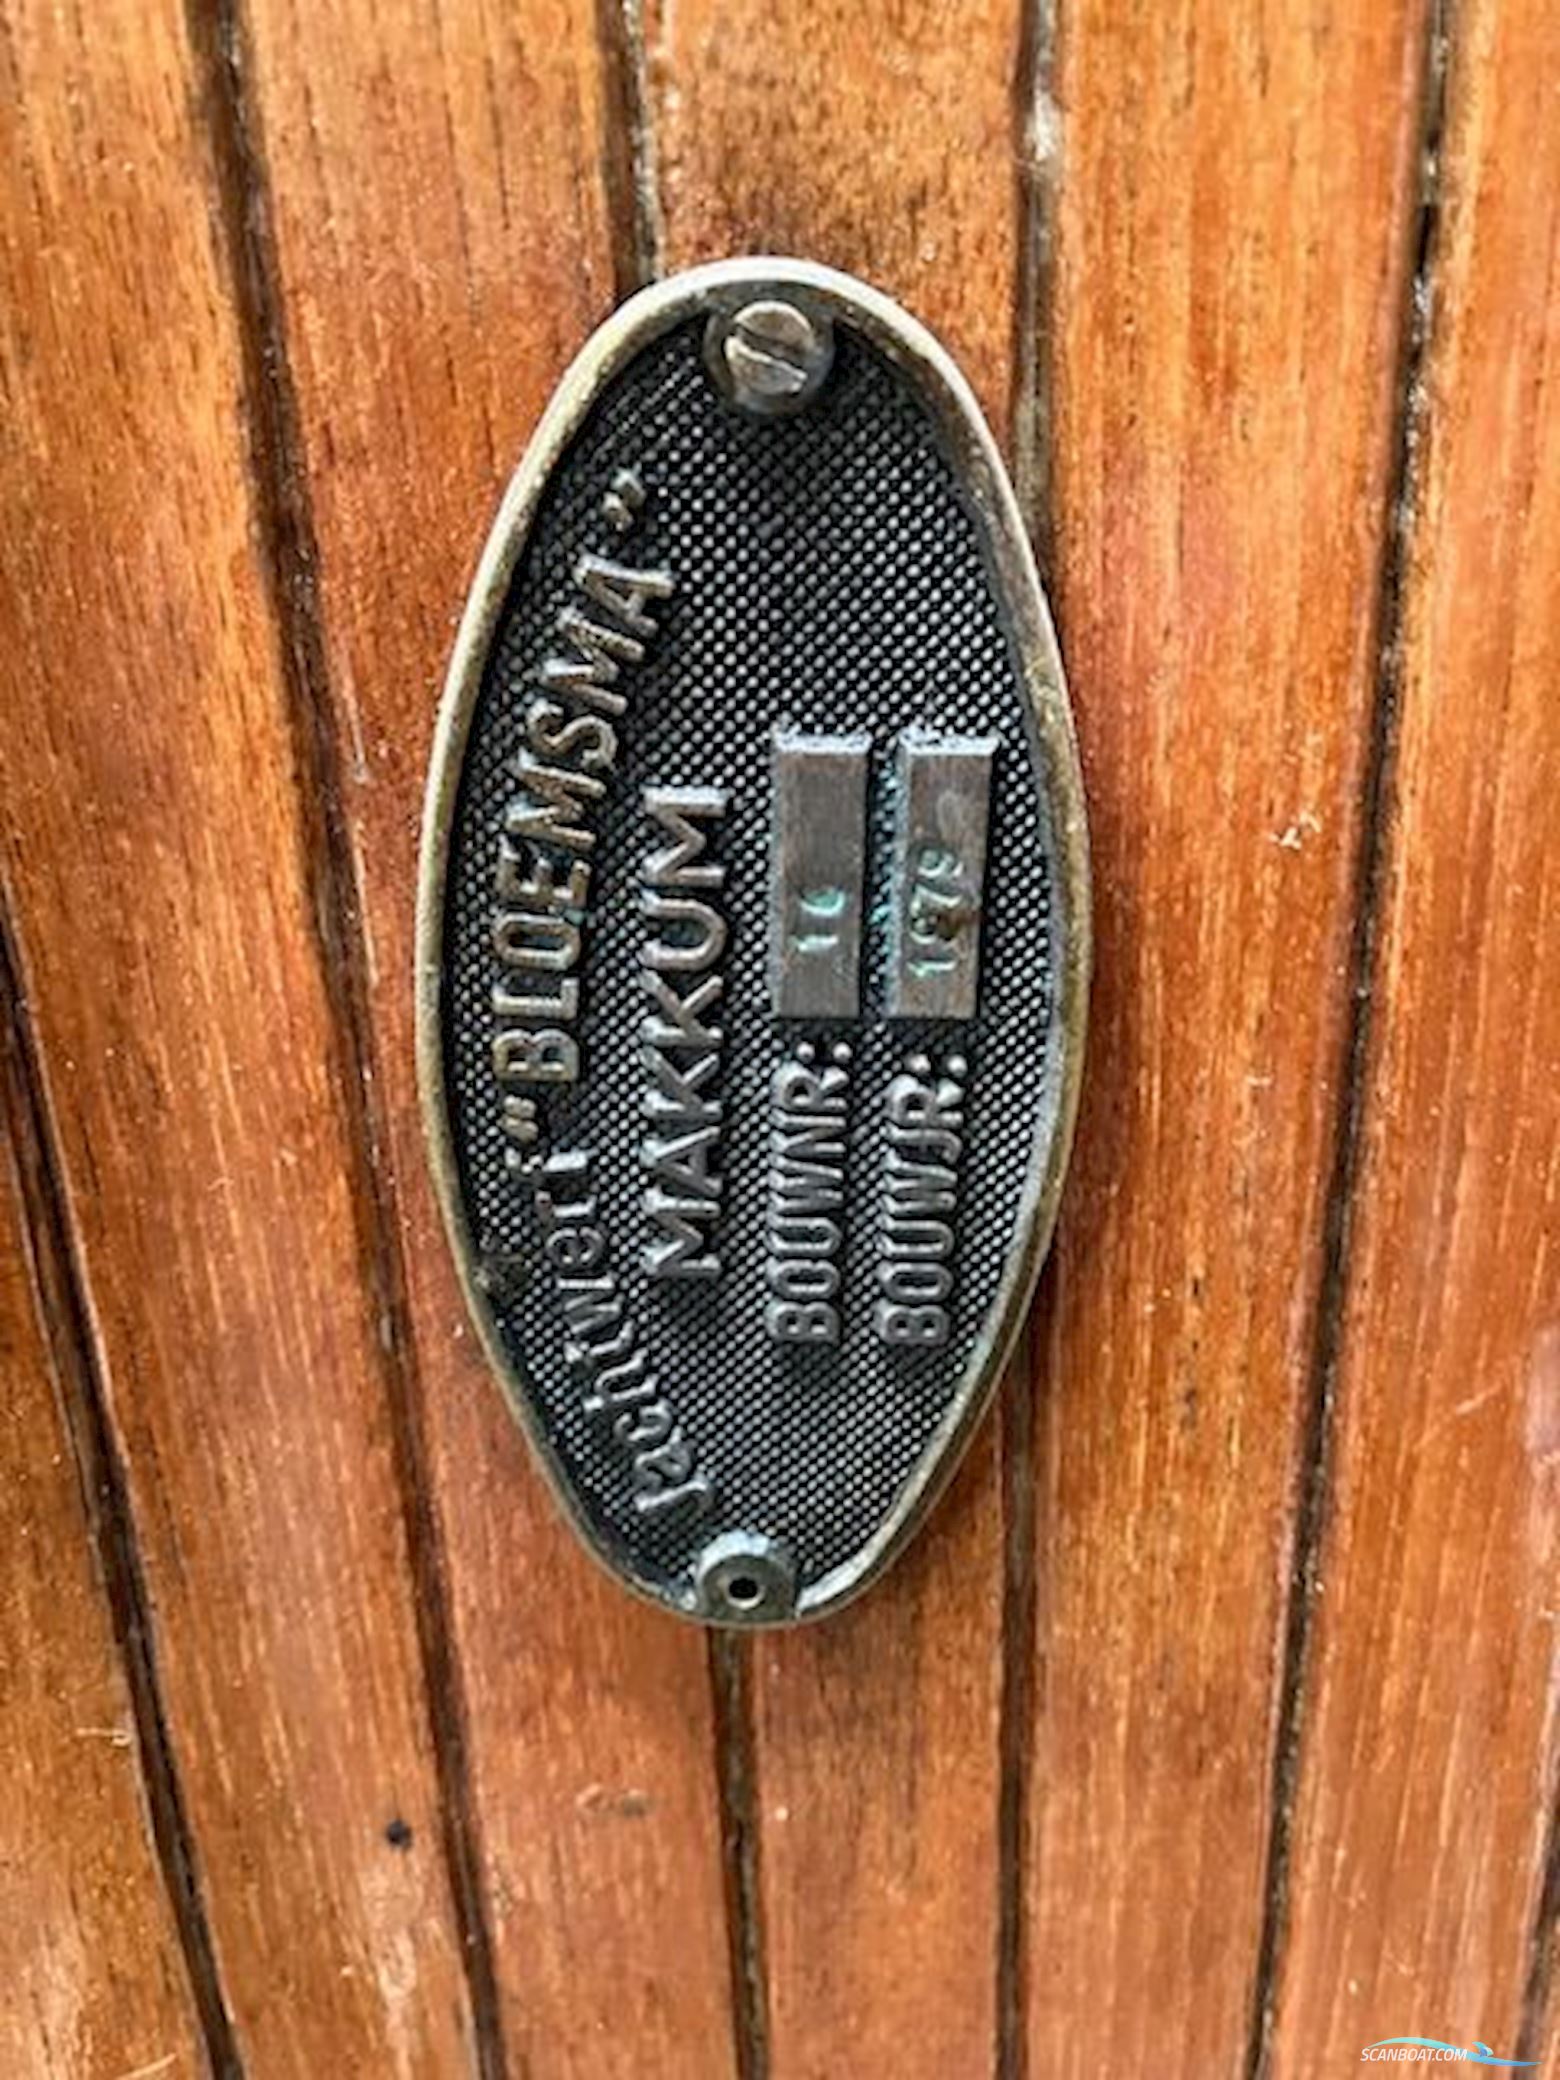 Jachtwerf "BLOEMSMA"
MAKKUM
BOUWNR: 16
BOUWJR: 1979
SCANBOAT.COM